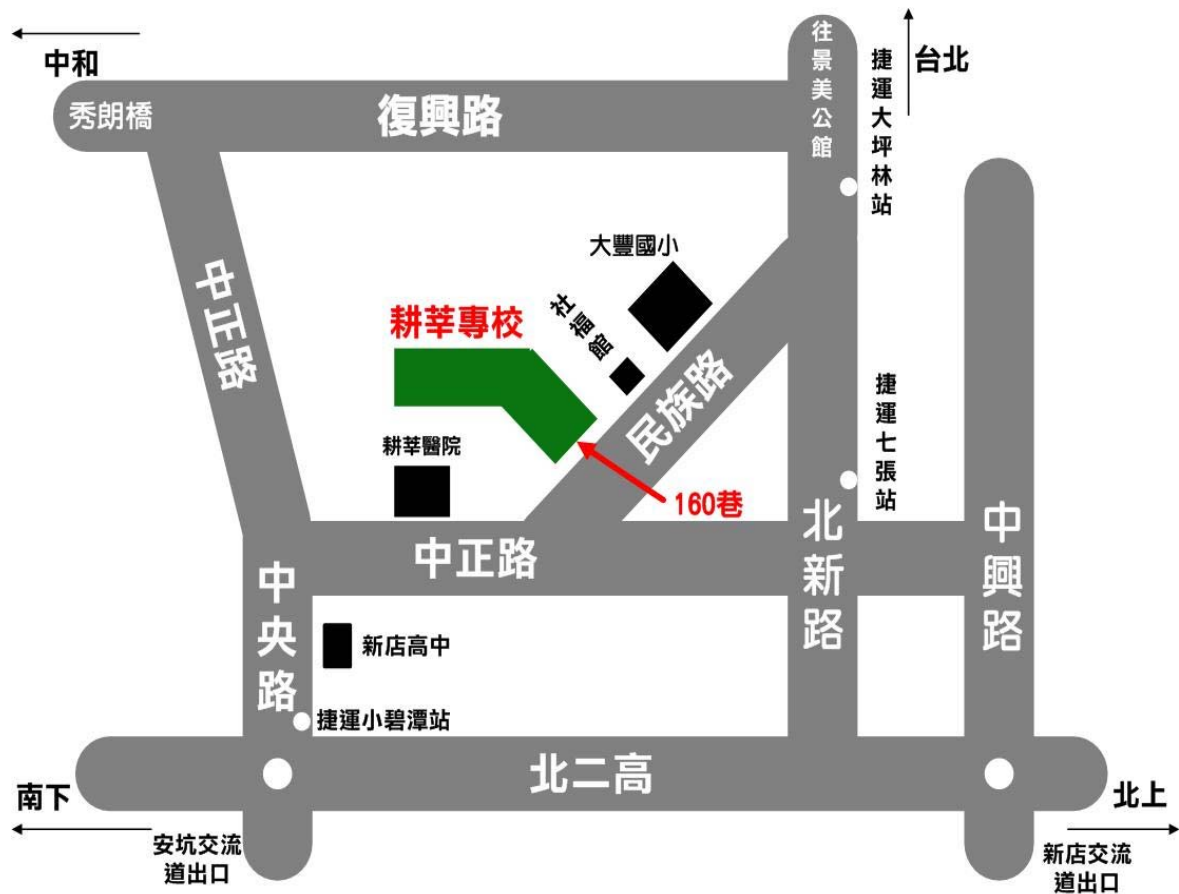 中和
秀朗橋
復興路
往景美公館
台北
捷運大坪林站
中正路
大豐國小
社福館
耕莘專校
民族路
耕莘醫院
160巷
捷運七張站
中正路
北新路
中興路
中央路
新店高中
捷運小碧潭站
北二高
南下
北上
安坑交流
道出口
新店交流
道出口